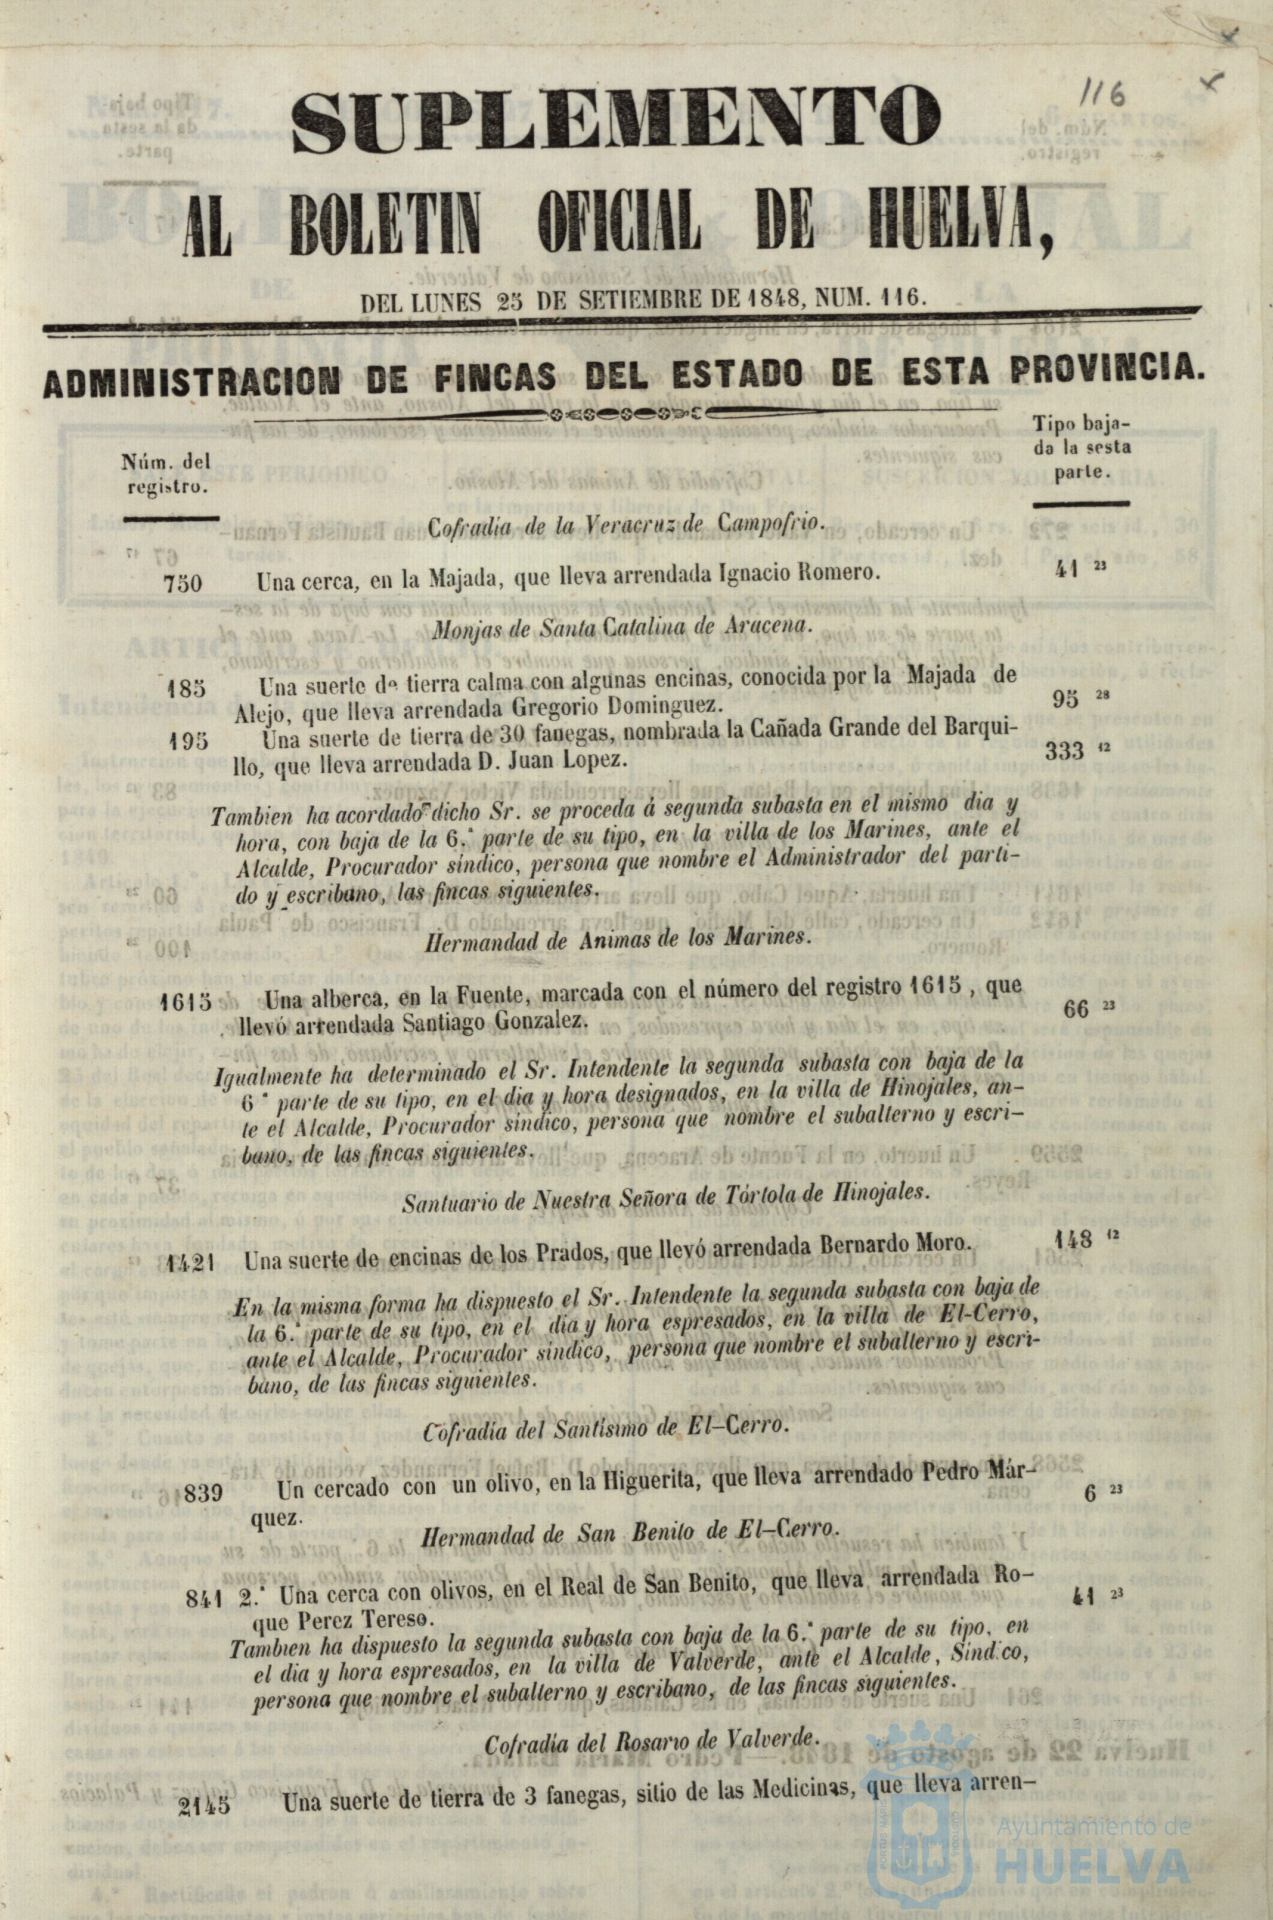 116
SUPLEMENTO
AL BOLETIN OFICIAL DE HUELVA,
DEL LUNES 25 DE SETIEMBRE DE 1848, NUM. 116.
ADMINISTRACION DE FINCAS DEL ESTADO DE ESTA PROVINCIA.
Núm. del
registro.
Tipo baja-
da la sesta
parte.
Cofradia de la Veracruz de Campofrio.
750 Una cerca, en la Majada, que lleva arrendada Ignacio Romero. 41 23
Monjas de Santa Catalina de Aracena.
185 Una suerte de tierra calma con algunas encinas, conocida por la Majada de
Alejo, que lleva arrendada Gregorio Dominguez. 95 28
195 Una suerte de tierra de 30 fanegas, nombrada la Cañada Grande del Barqui-
llo, que lleva arrendada D. Juan Lopez. 333 12
Tambien ha acordado dicho Sr. se proceda á segunda subasta en el mismo dia y
hora, con baja de la 6.ª parte de su tipo, en la villa de los Marines, ante el
Alcalde, Procurador síndico, persona que nombre el Administrador del parti-
do y escribano, las fincas siguientes.
Hermandad de Animas de los Marines.
1615 Una alberca, en la Fuente, marcada con el número del registro 1615, que
llevó arrendada Santiago Gonzalez. 66 23
Igualmente ha determinado el Sr. Intendente la segunda subasta con baja de la
6.ª parte de su tipo, en el dia y hora designados, en la villa de Hinojales, an-
te el Alcalde, Procurador síndico, persona que nombre el subalterno y escri-
bano, de las fincas siguientes.
Santuario de Nuestra Señora de Tórtola de Hinojales.
1421 Una suerte de encinas de los Prados, que llevó arrendada Bernardo Moro. 148 12
En la misma forma ha dispuesto el Sr. Intendente la segunda subasta con baja de
la 6.ª parte de su tipo, en el dia y hora espresados, en la villa de El-Cerro,
ante el Alcalde, Procurador síndico, persona que nombre el subalterno y escri-
bano, de las fincas siguientes.
Cofradía del Santísimo de El-Cerro.
839 Un cercado con un olivo, en la Higuerita, que lleva arrendado Pedro Már-
quez. 6 23
Hermandad de San Benito de El-Cerro.
841 2.ª Una cerca con olivos, en el Real de San Benito, que lleva arrendada Ro-
que Perez Tereso. 41 23
Tambien ha dispuesto la segunda subasta con baja de la 6.ª parte de su tipo, en
el dia y hora espresados, en la villa de Valverde, ante el Alcalde, Síndico,
persona que nombre el subalterno y escribano, de las fincas siguientes.
Cofradía del Rosario de Valverde.
2145 Una suerte de tierra de 3 fanegas, sitio de las Medicinas, que lleva arren-
Ayuntamiento de
HUELVA